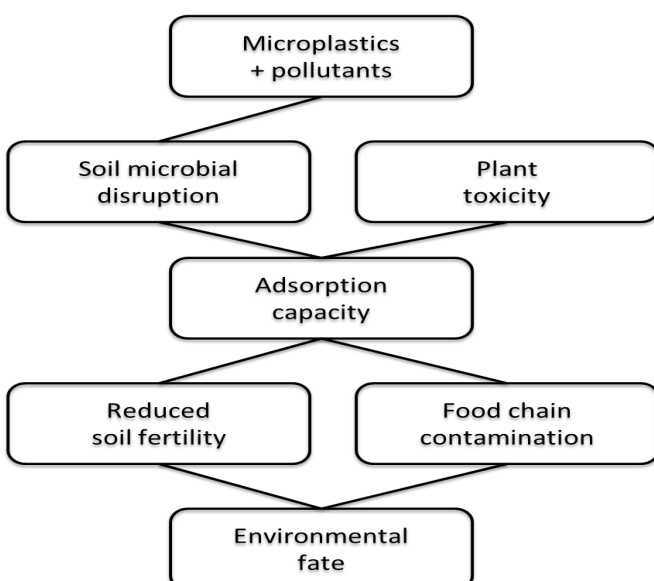 Microplastics
+ pollutants
Soil microbial
disruption
Plant
toxicity
Adsorption
capacity
Reduced
soil fertility
Food chain
contamination
Environmental
fate